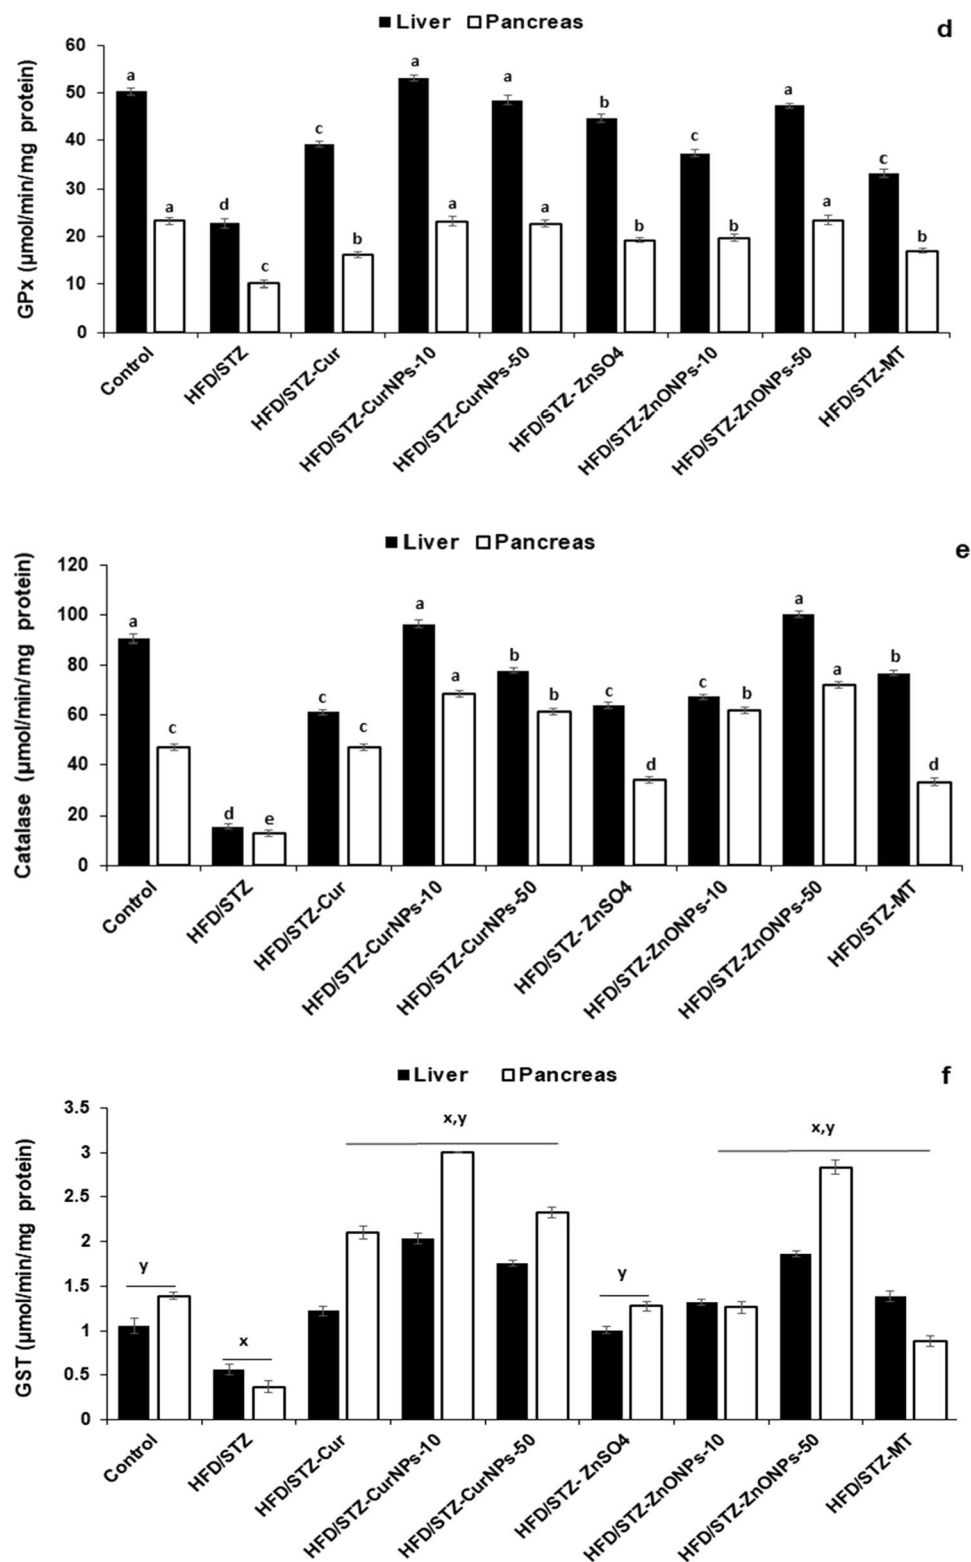 Liver Pancreas
d
GPx (µmol/min/mg protein)
60
50
40
30
20
10
0
a a
d c
c b
a a
a a
b b
c b
a a
c b
Control
HFD/STZ
HFD/STZ-Cur
HFD/STZ-CurNPs-10
HFD/STZ-CurNPs-50
HFD/STZ- ZnSO4
HFD/STZ-ZnONPs-10
HFD/STZ-ZnONPs-50
HFD/STZ-MT
Liver Pancreas
e
Catalase (µmol/min/mg protein)
120
100
80
60
40
20
0
a c
d e
c c
a a
b b
c d
c b
a a
b d
Control
HFD/STZ
HFD/STZ-Cur
HFD/STZ-CurNPs-10
HFD/STZ-CurNPs-50
HFD/STZ- ZnSO4
HFD/STZ-ZnONPs-10
HFD/STZ-ZnONPs-50
HFD/STZ-MT
Liver Pancreas
f
GST (µmol/min/mg protein)
3.5
3
2.5
2
1.5
1
0.5
0
y
x
x,y
y
x,y
Control
HFD/STZ
HFD/STZ-Cur
HFD/STZ-CurNPs-10
HFD/STZ-CurNPs-50
HFD/STZ- ZnSO4
HFD/STZ-ZnONPs-10
HFD/STZ-ZnONPs-50
HFD/STZ-MT